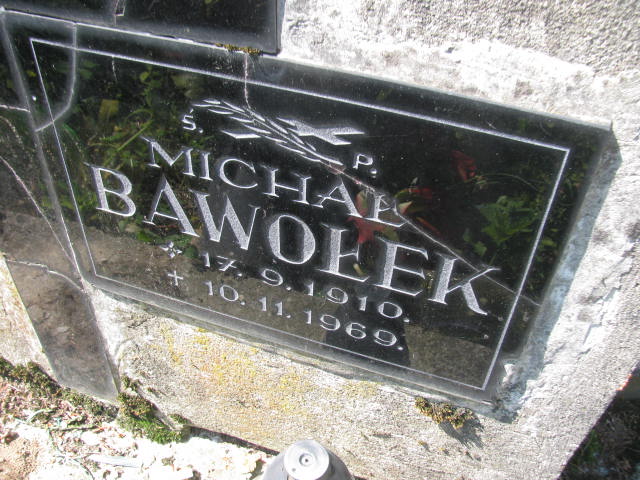 Ś. P.
MICHAŁ
BAWOŁEK
17. 9. 1910.
+ 10. 11. 1969.